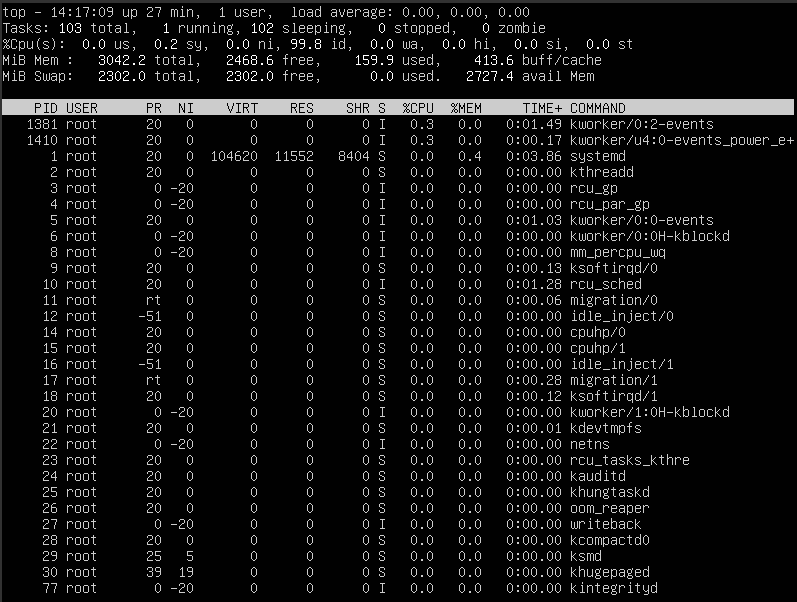 top - 14:17:09 up 27 min,  1 user,  load average: 0.00, 0.00, 0.00
Tasks: 103 total,   1 running, 102 sleeping,   0 stopped,   0 zombie
%Cpu(s):  0.0 us,  0.2 sy,  0.0 ni, 99.8 id,  0.0 wa,  0.0 hi,  0.0 si,  0.0 st
MiB Mem :   3042.2 total,   2468.6 free,    159.9 used,    413.6 buff/cache
MiB Swap:   2302.0 total,   2302.0 free,      0.0 used.   2727.4 avail Mem
PID USER      PR  NI    VIRT    RES    SHR S  %CPU  %MEM     TIME+ COMMAND
1381 root      20   0       0      0      0 I   0.3   0.0   0:01.49 kworker/0:2-events
1410 root      20   0       0      0      0 I   0.3   0.0   0:00.17 kworker/u4:0-events_power_e+
1 root      20   0  104620  11552   8404 S   0.0   0.4   0:03.86 systemd
2 root      20   0       0      0      0 S   0.0   0.0   0:00.00 kthreadd
3 root       0 -20       0      0      0 I   0.0   0.0   0:00.00 rcu_gp
4 root       0 -20       0      0      0 I   0.0   0.0   0:00.00 rcu_par_gp
5 root      20   0       0      0      0 I   0.0   0.0   0:01.03 kworker/0:0-events
6 root       0 -20       0      0      0 I   0.0   0.0   0:00.00 kworker/0:0H-kblockd
8 root       0 -20       0      0      0 I   0.0   0.0   0:00.00 mm_percpu_wq
9 root      20   0       0      0      0 S   0.0   0.0   0:00.13 ksoftirqd/0
10 root      20   0       0      0      0 I   0.0   0.0   0:01.28 rcu_sched
11 root      rt   0       0      0      0 S   0.0   0.0   0:00.06 migration/0
12 root     -51   0       0      0      0 S   0.0   0.0   0:00.00 idle_inject/0
14 root      20   0       0      0      0 S   0.0   0.0   0:00.00 cpuhp/0
15 root      20   0       0      0      0 S   0.0   0.0   0:00.00 cpuhp/1
16 root     -51   0       0      0      0 S   0.0   0.0   0:00.00 idle_inject/1
17 root      rt   0       0      0      0 S   0.0   0.0   0:00.28 migration/1
18 root      20   0       0      0      0 S   0.0   0.0   0:00.12 ksoftirqd/1
20 root       0 -20       0      0      0 I   0.0   0.0   0:00.00 kworker/1:0H-kblockd
21 root      20   0       0      0      0 S   0.0   0.0   0:00.01 kdevtmpfs
22 root       0 -20       0      0      0 I   0.0   0.0   0:00.00 netns
23 root      20   0       0      0      0 S   0.0   0.0   0:00.00 rcu_tasks_kthre
24 root      20   0       0      0      0 S   0.0   0.0   0:00.00 kauditd
25 root      20   0       0      0      0 S   0.0   0.0   0:00.00 khungtaskd
26 root      20   0       0      0      0 S   0.0   0.0   0:00.00 oom_reaper
27 root       0 -20       0      0      0 I   0.0   0.0   0:00.00 writeback
28 root      20   0       0      0      0 S   0.0   0.0   0:00.00 kcompactd0
29 root      25   5       0      0      0 S   0.0   0.0   0:00.00 ksmd
30 root      39  19       0      0      0 S   0.0   0.0   0:00.00 khugepaged
77 root       0 -20       0      0      0 I   0.0   0.0   0:00.00 kintegrityd